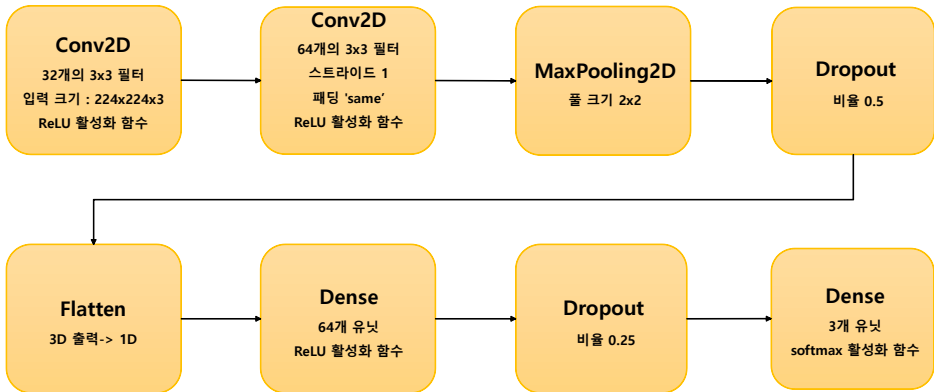 Conv2D
32개의 3x3 필터
입력 크기 : 224x224x3
ReLU 활성화 함수
Conv2D
64개의 3x3 필터
스트라이드 1
패딩 'same’
ReLU 활성화 함수
MaxPooling2D
풀 크기 2x2
Dropout
비율 0.5
Flatten
3D 출력-> 1D
Dense
64개 유닛
ReLU 활성화 함수
Dropout
비율 0.25
Dense
3개 유닛
softmax 활성화 함수